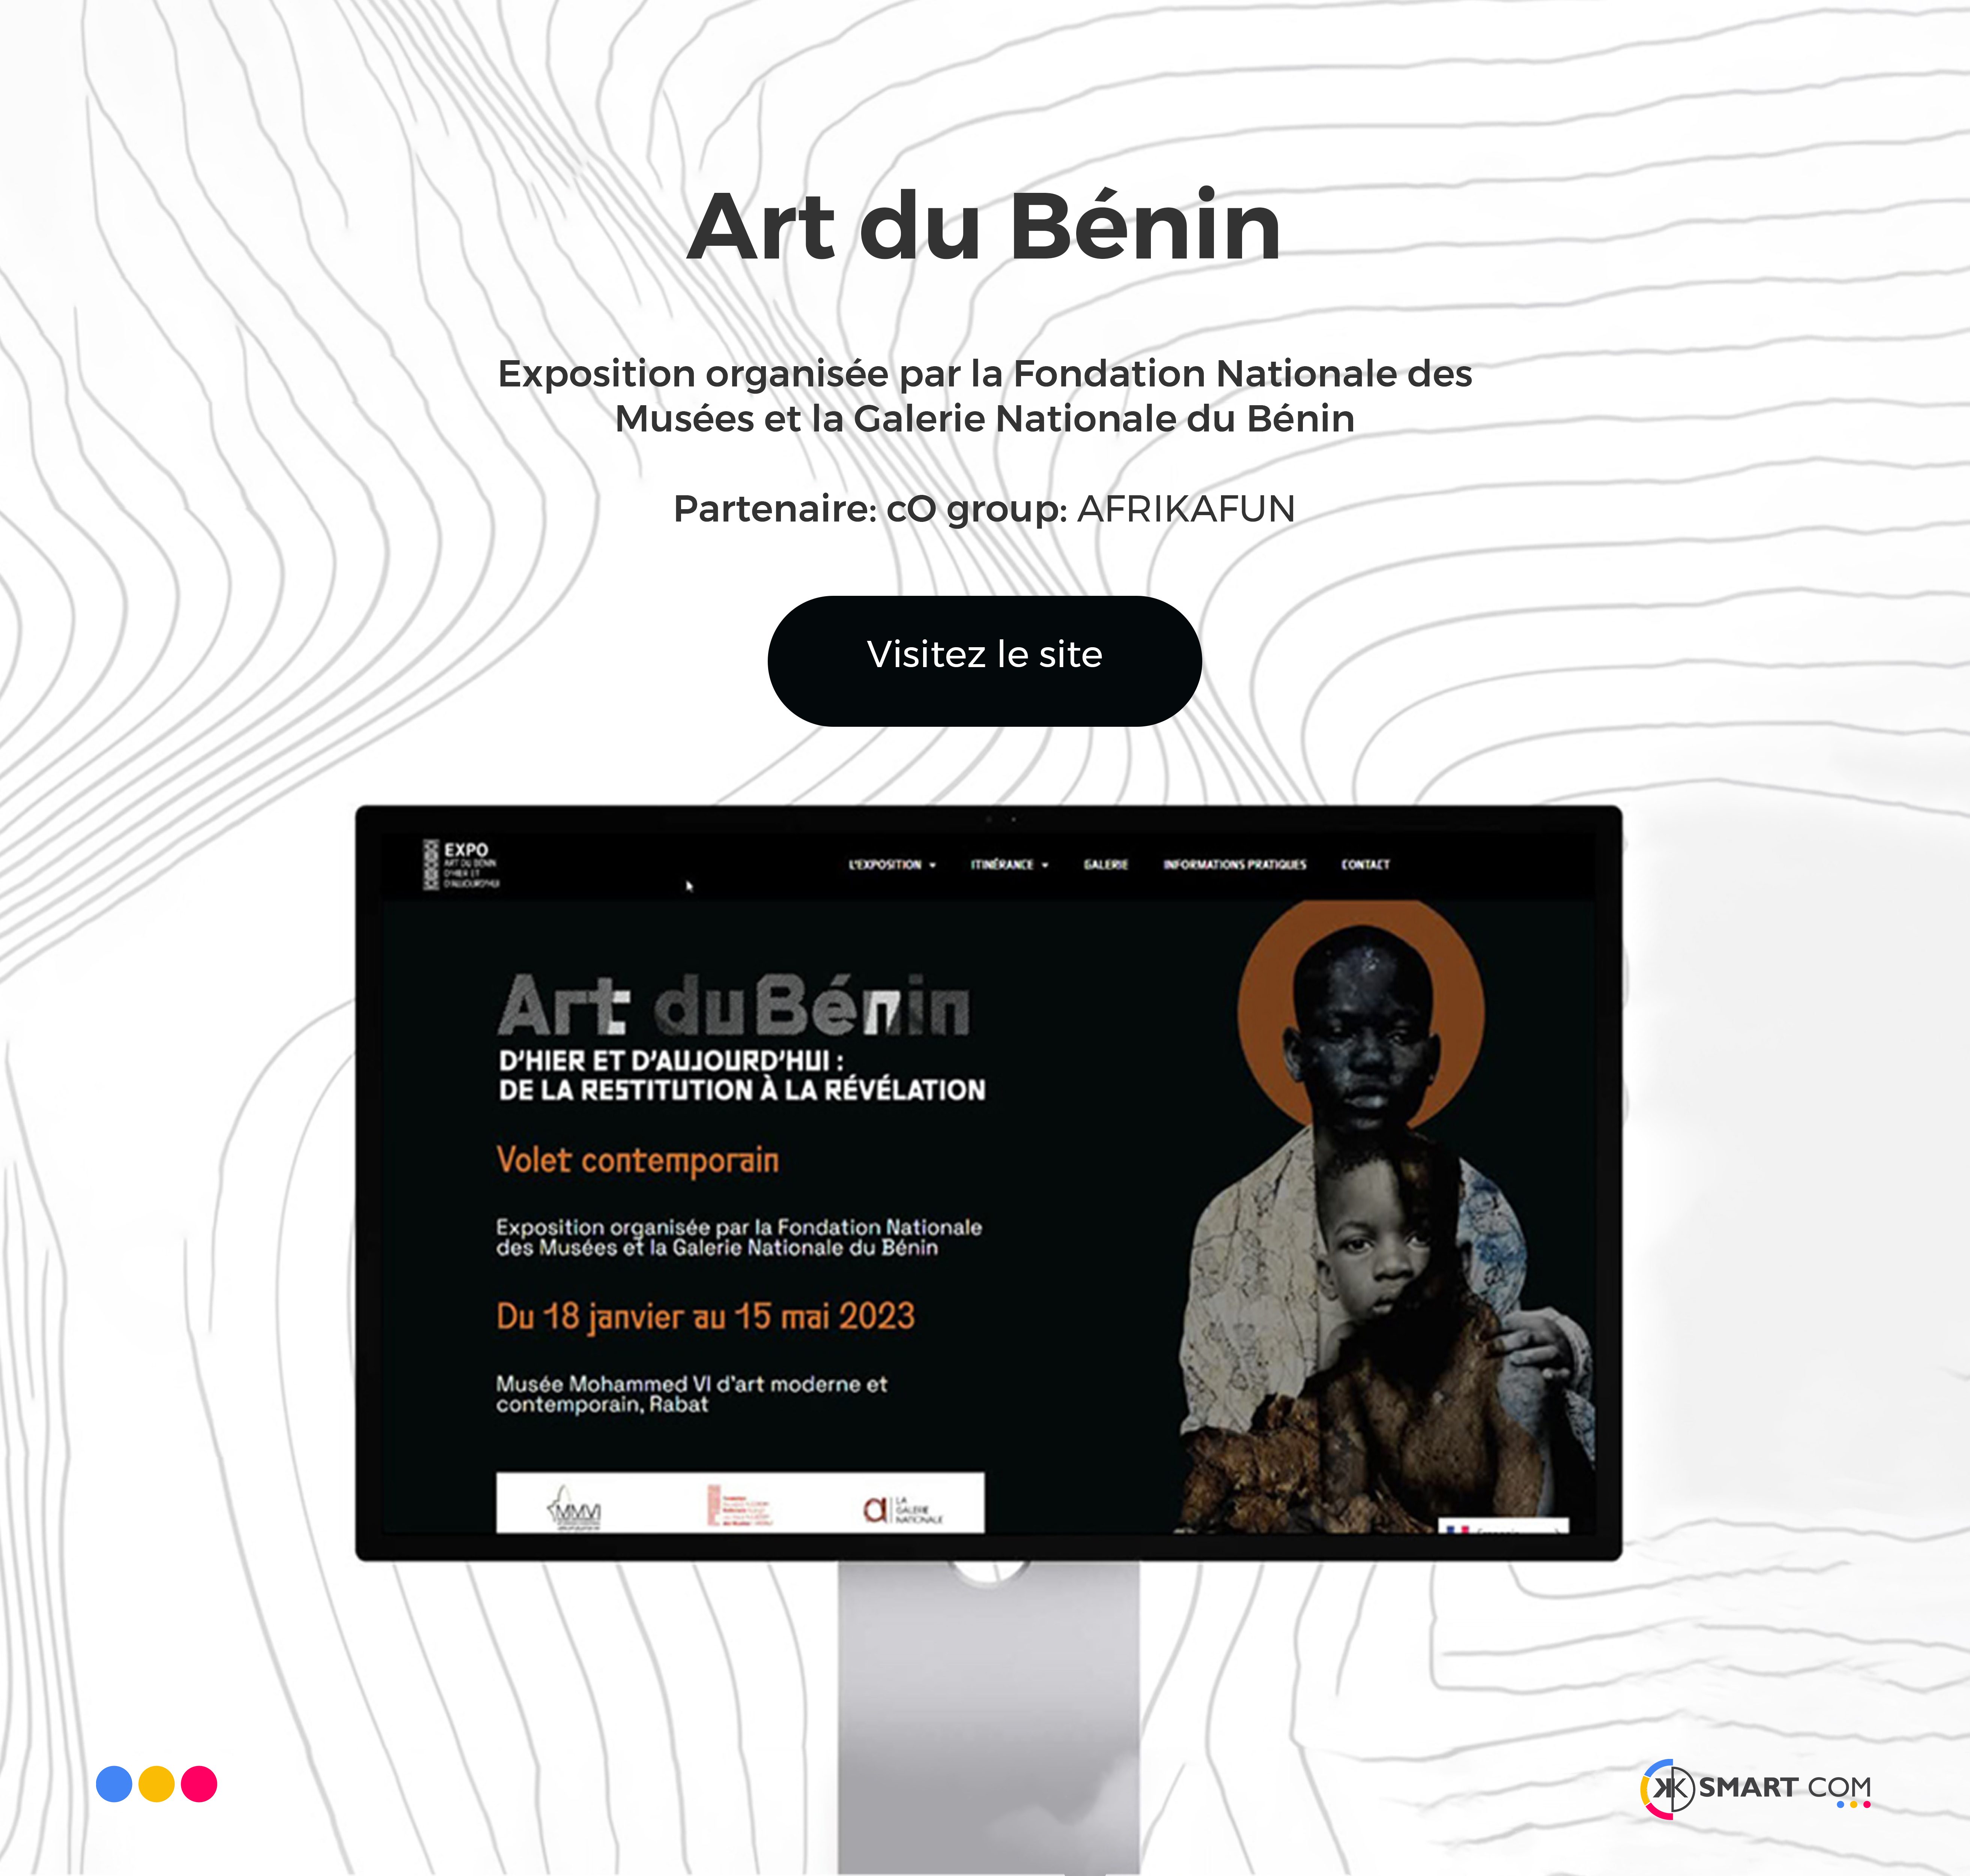 Art du Bénin
Exposition organisée par la Fondation Nationale des
Musées et la Galerie Nationale du Bénin
Partenaire: cO group: AFRIKAFUN
Visitez le site
EXPO
ART DU BÉNIN
D'HIER ET
D'AUJOURD'HUI
L'EXPOSITION
ITINÉRANCE
GALERIE
INFORMATIONS PRATIQUES
CONTACT
Art du Bénin
D'HIER ET D'AUJOURD'HUI :
DE LA RESTITUTION À LA RÉVÉLATION
Volet contemporain
Exposition organisée par la Fondation Nationale
des Musées et la Galerie Nationale du Bénin
Du 18 janvier au 15 mai 2023
Musée Mohammed VI d'art moderne et
contemporain, Rabat
MMVI
LA
GALERIE
NATIONALE
SMART COM